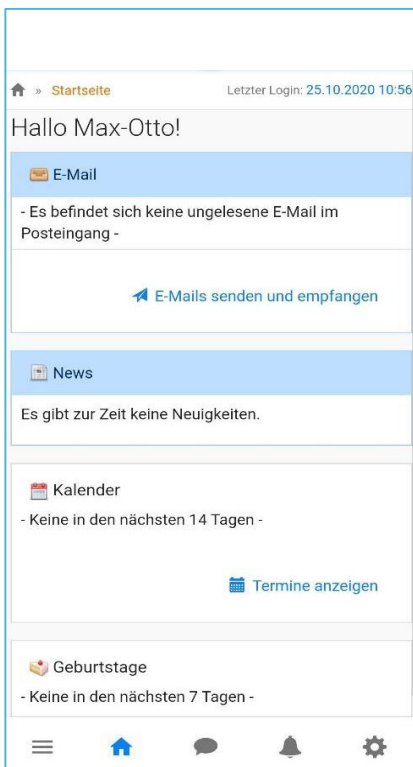 » Startseite Letzter Login: 25.10.2020 10:56
Hallo Max-Otto!
E-Mail
- Es befindet sich keine ungelesene E-Mail im
Posteingang -
E-Mails senden und empfangen
News
Es gibt zur Zeit keine Neuigkeiten.
Kalender
- Keine in den nächsten 14 Tagen -
Termine anzeigen
Geburtstage
- Keine in den nächsten 7 Tagen -